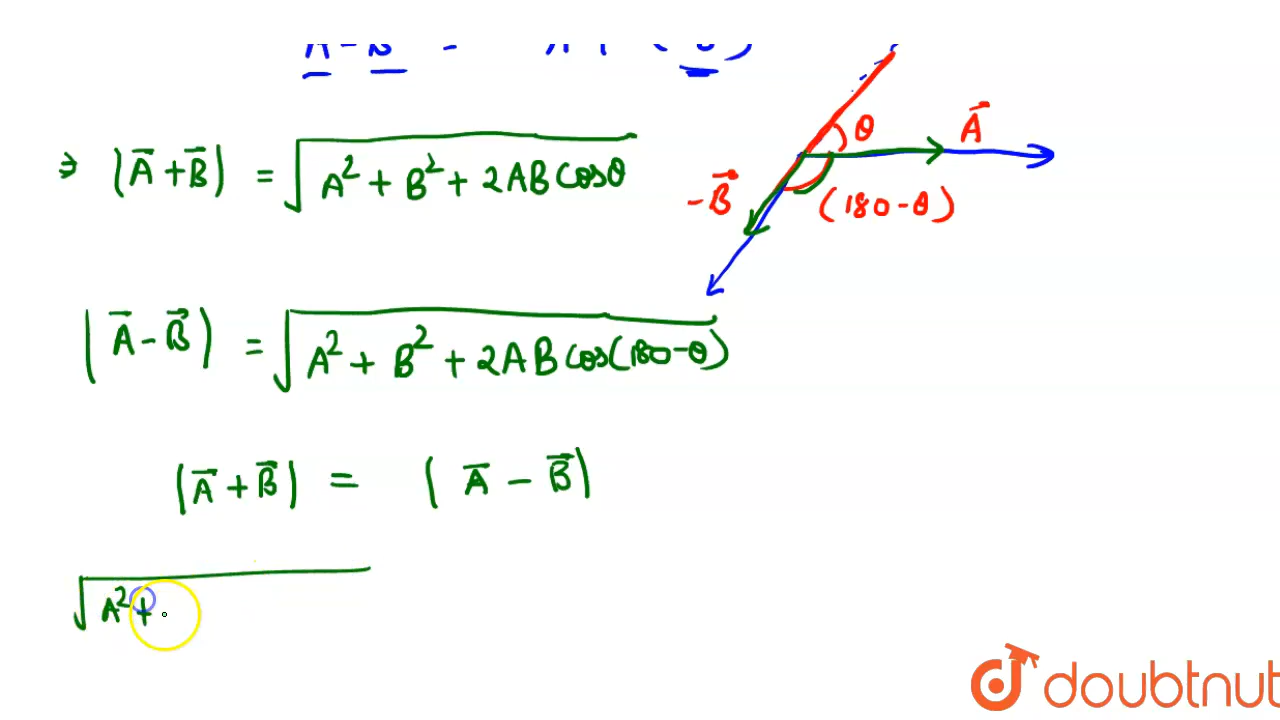 ⇒ |A̅ + B̅| = √(A² + B² + 2AB cosθ
θ
A⃗
-B⃗
(180-θ)
|A̅ - B⃗| = √(A² + B² + 2AB cos(180-θ)
|A̅ + B̅| = |A̅ - B̅|
√A² +
doubtnut